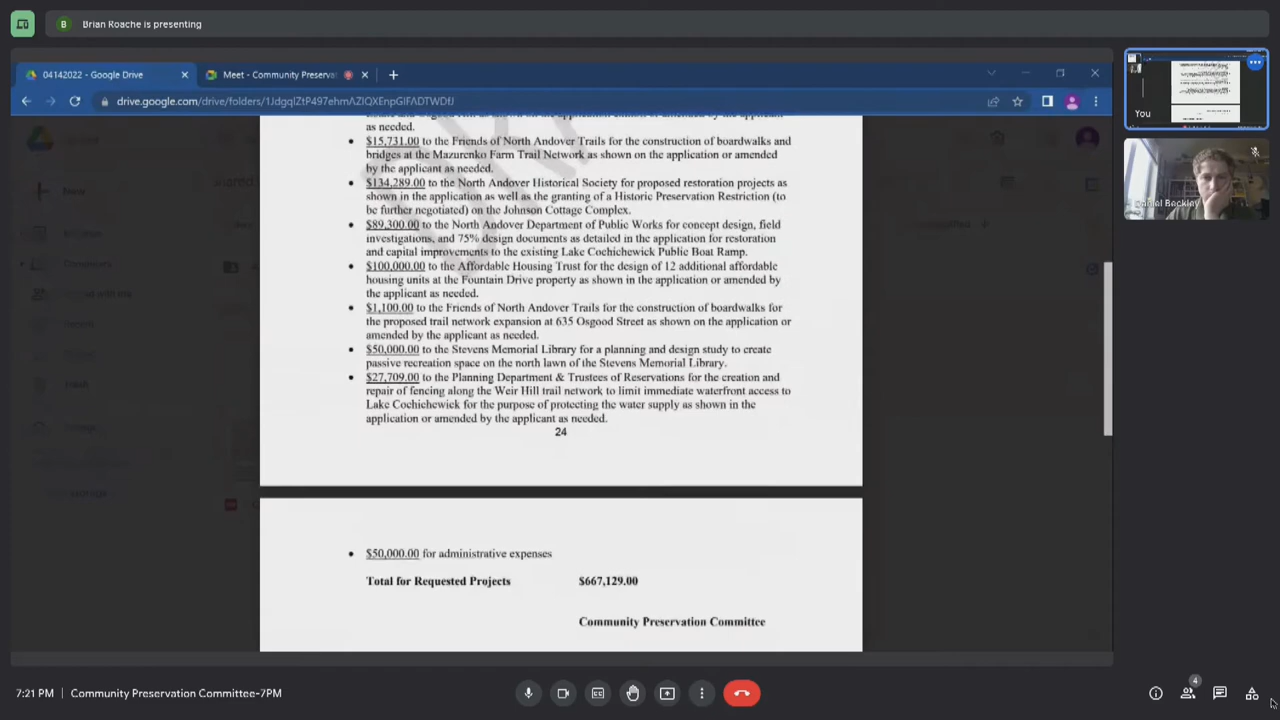 Brian Roache is presenting
04142022 - Google Drive
Meet - Community Preserva
drive.google.com/drive/folders/
as needed.
$15,731.00 to the Friends of North Andover Trails for the construction of boardwalks and
bridges at the Mazurenko Farm Trail Network as shown on the application or amended
by the applicant as needed.
$134,289.00 to the North Andover Historical Society for proposed restoration projects as
shown in the application as well as the granting of a Historic Preservation Restriction (to
be further negotiated) on the Johnson Cottage Complex.
$89,300.00 to the North Andover Department of Public Works for concept design, field
investigations, and 75% design documents as detailed in the application for restoration
and capital improvements to the existing Lake Cochichewick Public Boat Ramp.
$100,000.00 to the Affordable Housing Trust for the design of 12 additional affordable
housing units at the Fountain Drive property as shown in the application or amended by
the applicant as needed.
$1,100.00 to the Friends of North Andover Trails for the construction of boardwalks for
the proposed trail network expansion at 635 Osgood Street as shown on the application or
amended by the applicant as needed.
$50,000.00 to the Stevens Memorial Library for a planning and design study to create
passive recreation space on the north lawn of the Stevens Memorial Library.
$27,709.00 to the Planning Department & Trustees of Reservations for the creation and
repair of fencing along the Weir Hill trail network to limit immediate waterfront access to
Lake Cochichewick for the purpose of protecting the water supply as shown in the
application or amended by the applicant as needed.
24
$50,000.00 for administrative expenses
Total for Requested Projects $667,129.00
Community Preservation Committee
You
Daniel Beckley
7:21 PM | Community Preservation Committee-7PM
4